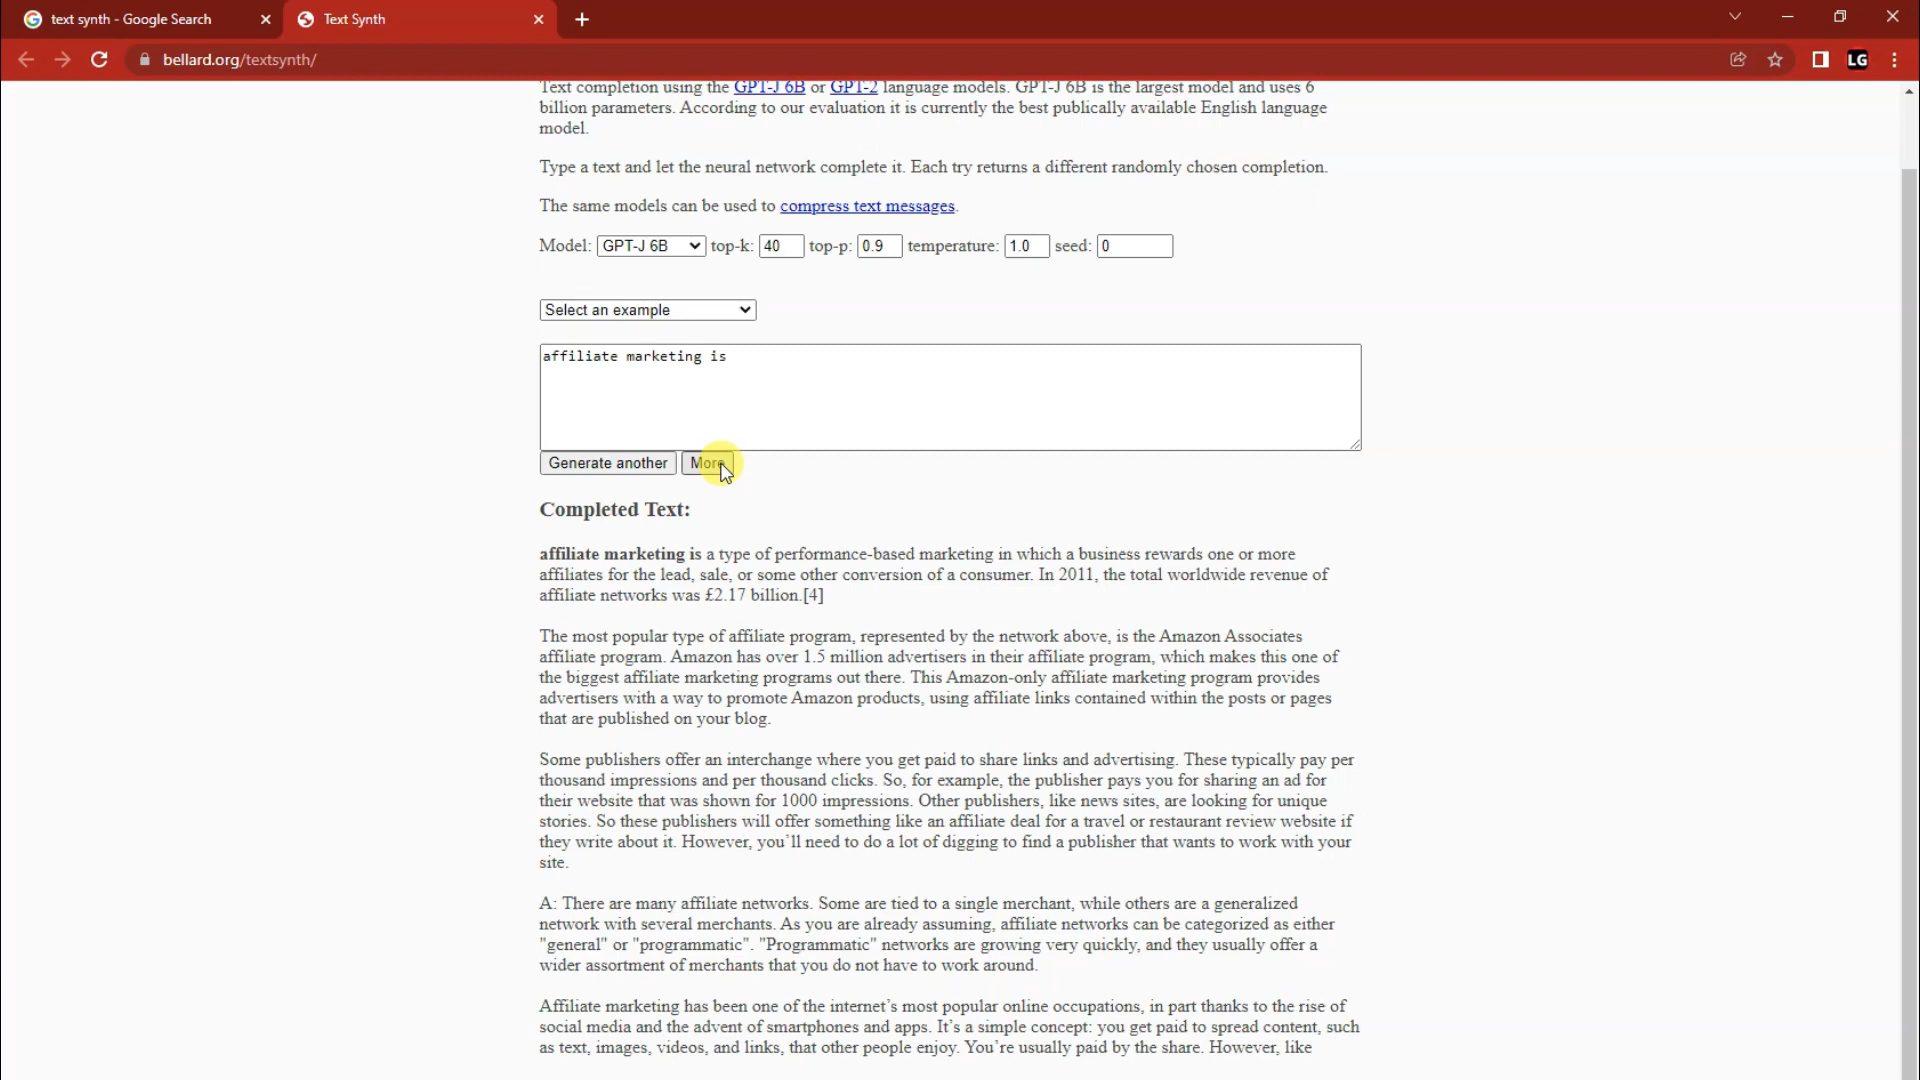 text synth - Google Search
Text Synth
bellard.org/textsynth/
LG
Text completion using the GPT-J 6B or GPT-2 language models. GPT-J 6B is the largest model and uses 6
billion parameters. According to our evaluation it is currently the best publically available English language
model.
Type a text and let the neural network complete it. Each try returns a different randomly chosen completion.
The same models can be used to compress text messages.
Model: GPT-J 6B top-k: 40 top-p: 0.9 temperature: 1.0 seed: 0
Select an example
affiliate marketing is
Generate another More
Completed Text:
affiliate marketing is a type of performance-based marketing in which a business rewards one or more
affiliates for the lead, sale, or some other conversion of a consumer. In 2011, the total worldwide revenue of
affiliate networks was £2.17 billion.[4]
The most popular type of affiliate program, represented by the network above, is the Amazon Associates
affiliate program. Amazon has over 1.5 million advertisers in their affiliate program, which makes this one of
the biggest affiliate marketing programs out there. This Amazon-only affiliate marketing program provides
advertisers with a way to promote Amazon products, using affiliate links contained within the posts or pages
that are published on your blog.
Some publishers offer an interchange where you get paid to share links and advertising. These typically pay per
thousand impressions and per thousand clicks. So, for example, the publisher pays you for sharing an ad for
their website that was shown for 1000 impressions. Other publishers, like news sites, are looking for unique
stories. So these publishers will offer something like an affiliate deal for a travel or restaurant review website if
they write about it. However, you'll need to do a lot of digging to find a publisher that wants to work with your
site.
A: There are many affiliate networks. Some are tied to a single merchant, while others are a generalized
network with several merchants. As you are already assuming, affiliate networks can be categorized as either
"general" or "programmatic". "Programmatic" networks are growing very quickly, and they usually offer a
wider assortment of merchants that you do not have to work around.
Affiliate marketing has been one of the internet's most popular online occupations, in part thanks to the rise of
social media and the advent of smartphones and apps. It's a simple concept: you get paid to spread content, such
as text, images, videos, and links, that other people enjoy. You're usually paid by the share. However, like